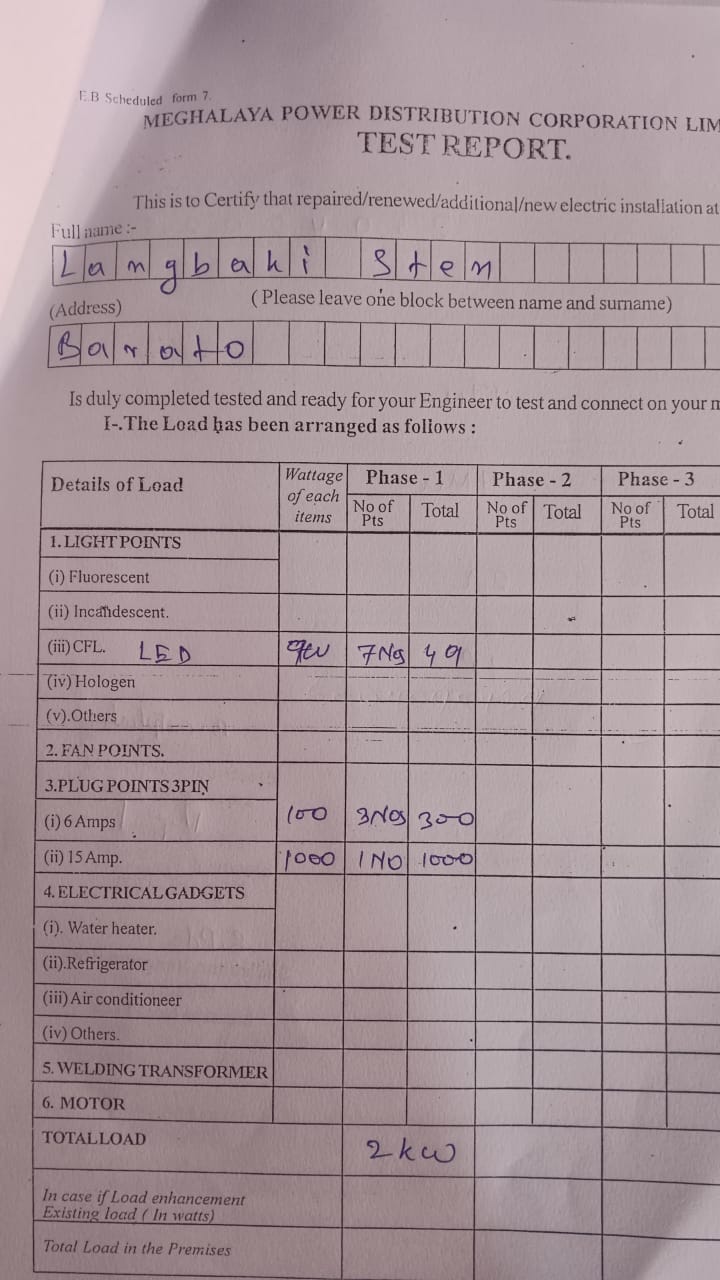 E.B Scheduled form 7.
MEGHALAYA POWER DISTRIBUTION CORPORATION LIM
TEST REPORT.
This is to Certify that repaired/renewed/additional/new electric installation at
Full name :-
Langbaki Sten
(Address) ( Please leave one block between name and surname)
Barato
Is duly completed tested and ready for your Engineer to test and connect on your m
I-.The Load has been arranged as follows :
Details of Load Wattage of each items Phase - 1 Phase - 2 Phase - 3
No of Pts Total No of Pts Total No of Pts Total
1. LIGHT POINTS
(i) Fluorescent
(ii) Incandescent.
(iii) CFL. LED 7Nos 49
(iv) Hologen
(v).Others
2. FAN POINTS.
3.PLUG POINTS 3PIN
(i) 6 Amps 100 3Nos 300
(ii) 15 Amp. 1000 1 No 1000
4. ELECTRICAL GADGETS
(i). Water heater.
(ii).Refrigerator
(iii) Air conditioneer
(iv) Others.
5. WELDING TRANSFORMER
6. MOTOR
TOTAL LOAD 2 kw
In case if Load enhancement
Existing load ( In watts)
Total Load in the Premises